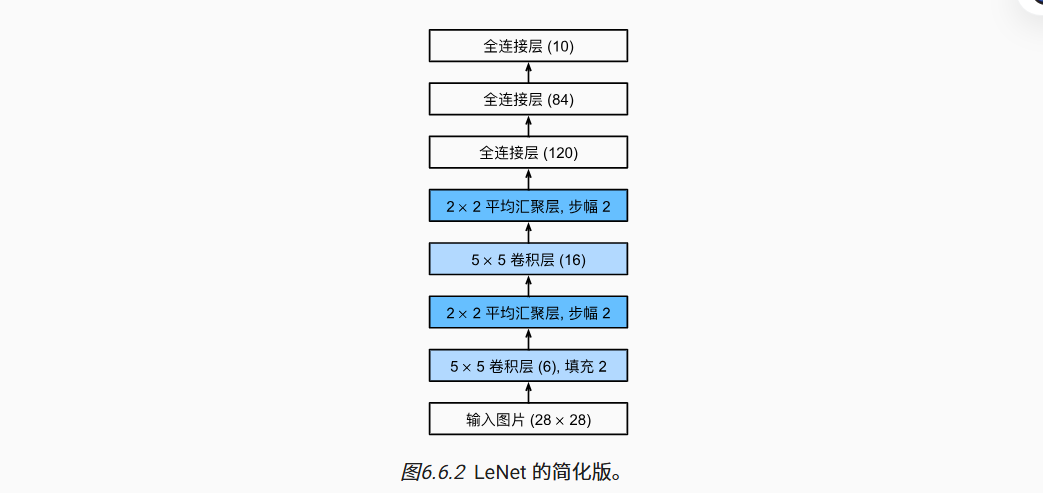 全连接层 (10)
全连接层 (84)
全连接层 (120)
2 × 2 平均汇聚层, 步幅 2
5 × 5 卷积层 (16)
2 × 2 平均汇聚层, 步幅 2
5 × 5 卷积层 (6), 填充 2
输入图片 (28 × 28)
图6.6.2 LeNet 的简化版。